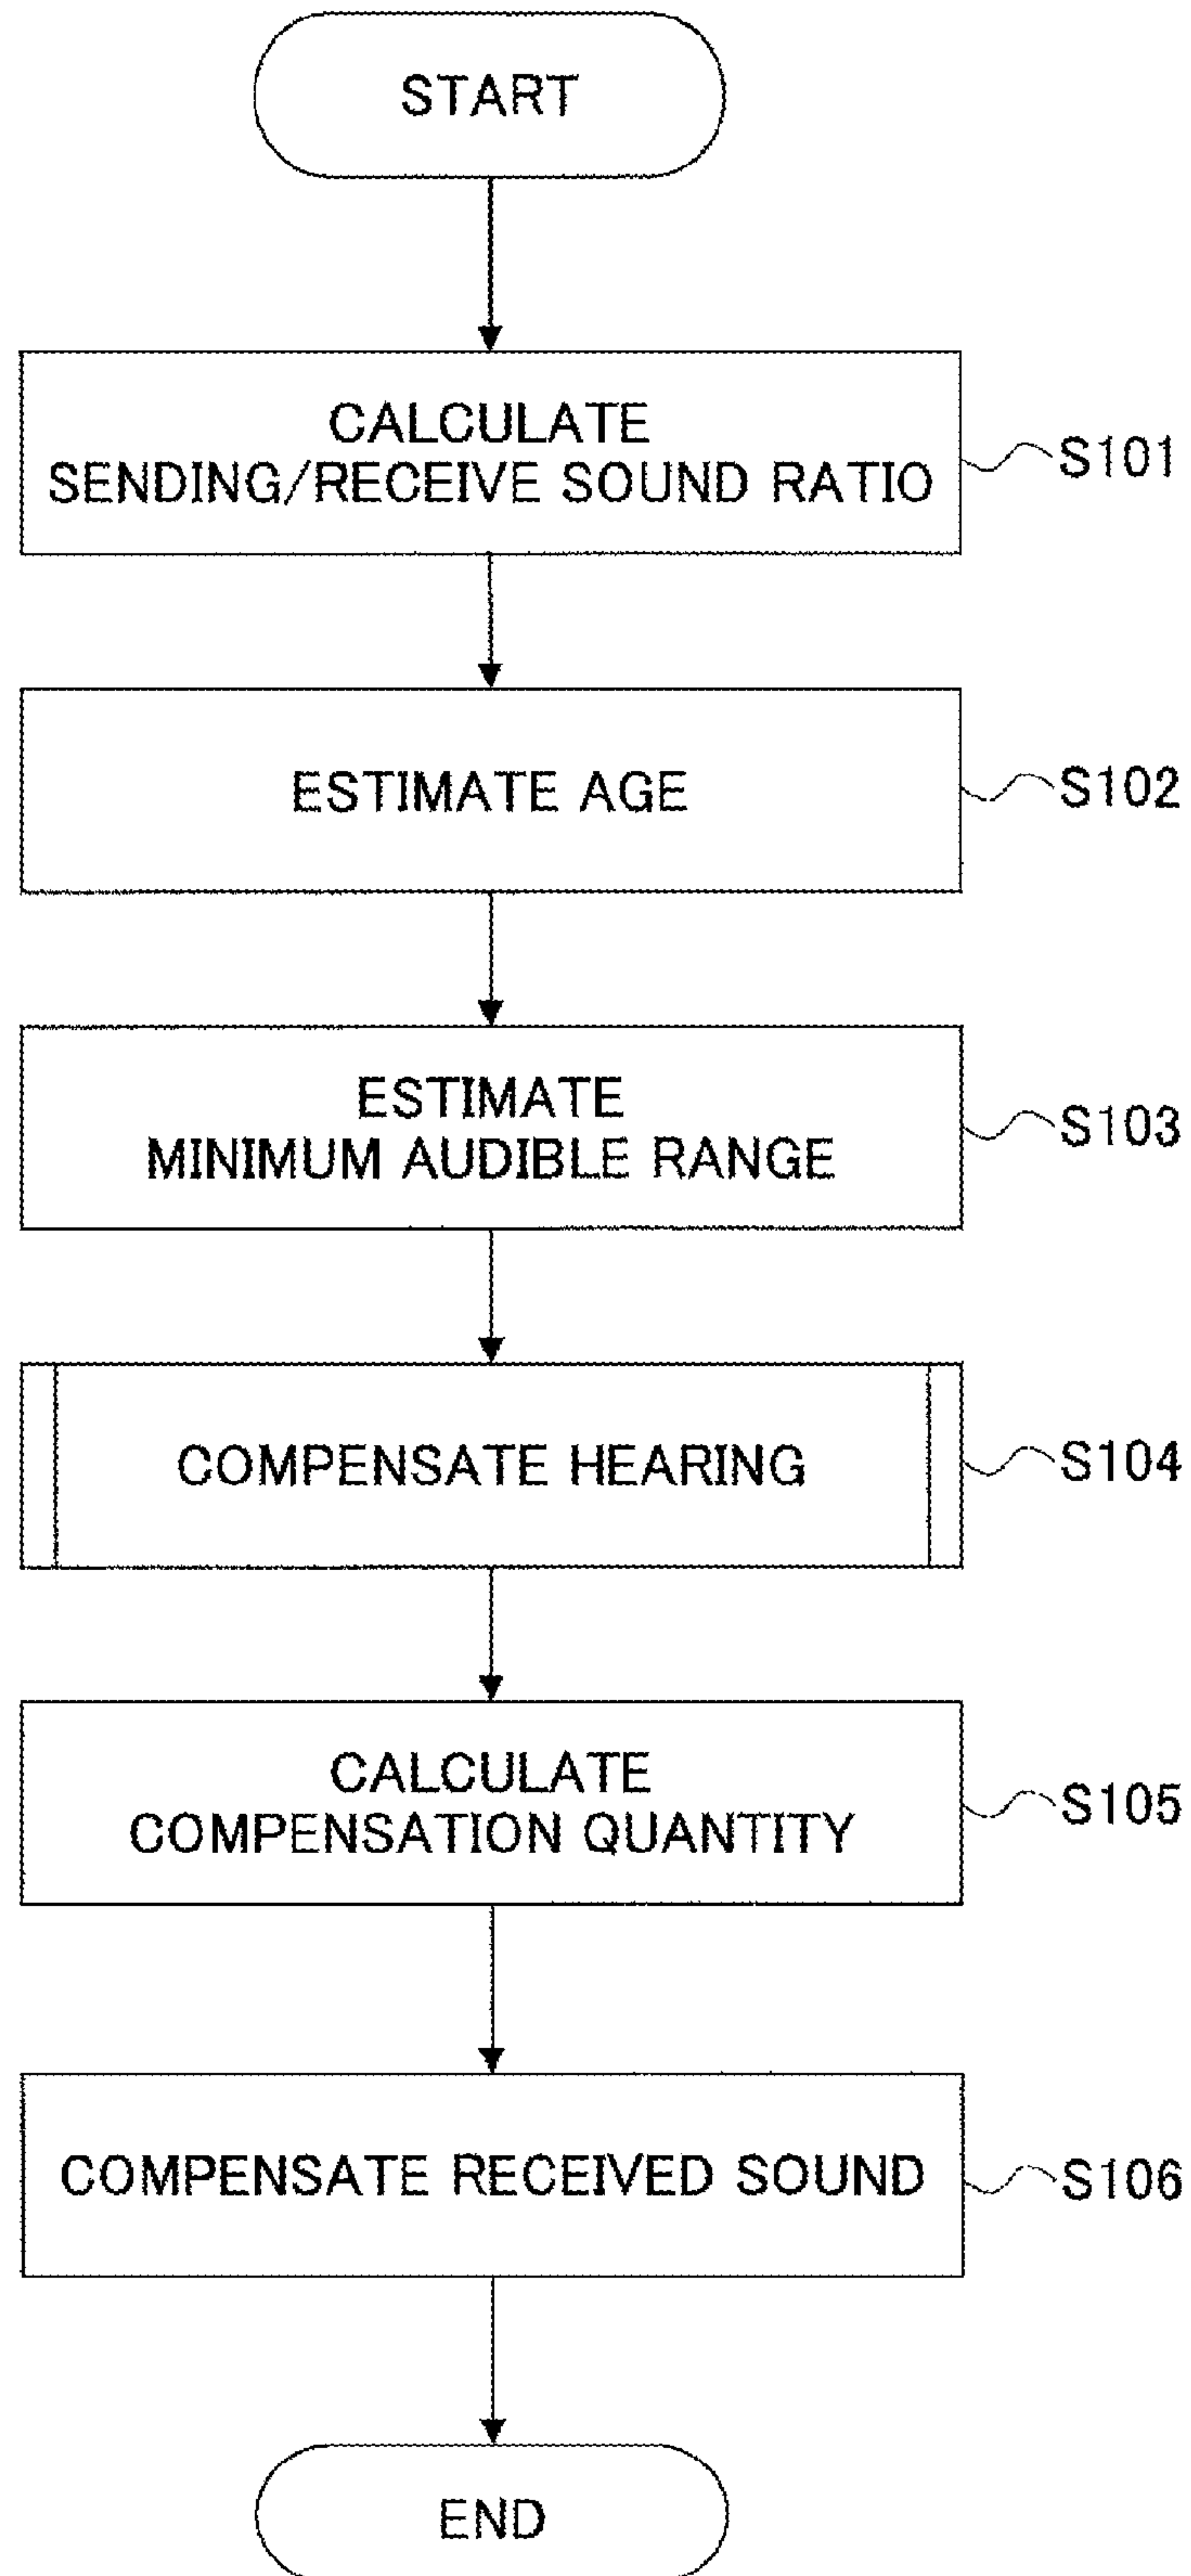 START
CALCULATE
SENDING/RECEIVE SOUND RATIO
S101
ESTIMATE AGE
S102
ESTIMATE
MINIMUM AUDIBLE RANGE
S103
COMPENSATE HEARING
S104
CALCULATE
COMPENSATION QUANTITY
S105
COMPENSATE RECEIVED SOUND
S106
END